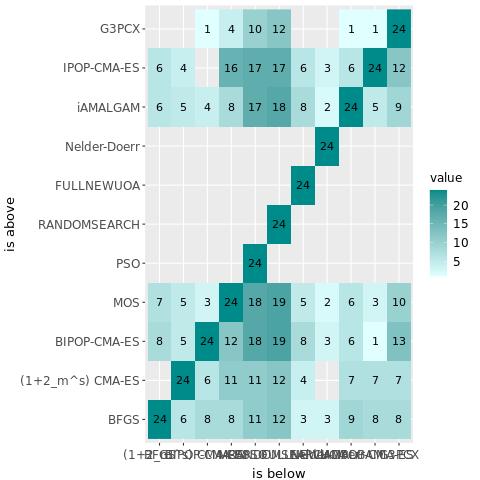 G3PCX 1 4 10 12 1 1 24
IPOP-CMA-ES 6 4 16 17 17 6 3 6 24 12
iAMALGAM 6 5 4 8 17 18 8 2 24 5 9
Nelder-Doerr 24
FULLNEWUOA 24
RANDOMSEARCH 24
PSO 24
MOS 7 5 3 24 18 19 5 2 6 3 10
BIPOP-CMA-ES 8 5 24 12 18 19 8 3 6 1 13
(1+2_m^s) CMA-ES 24 6 11 11 12 4 7 7 7
BFGS 24 6 8 8 11 12 3 3 9 8 8
is above
is below
value
20
15
10
5